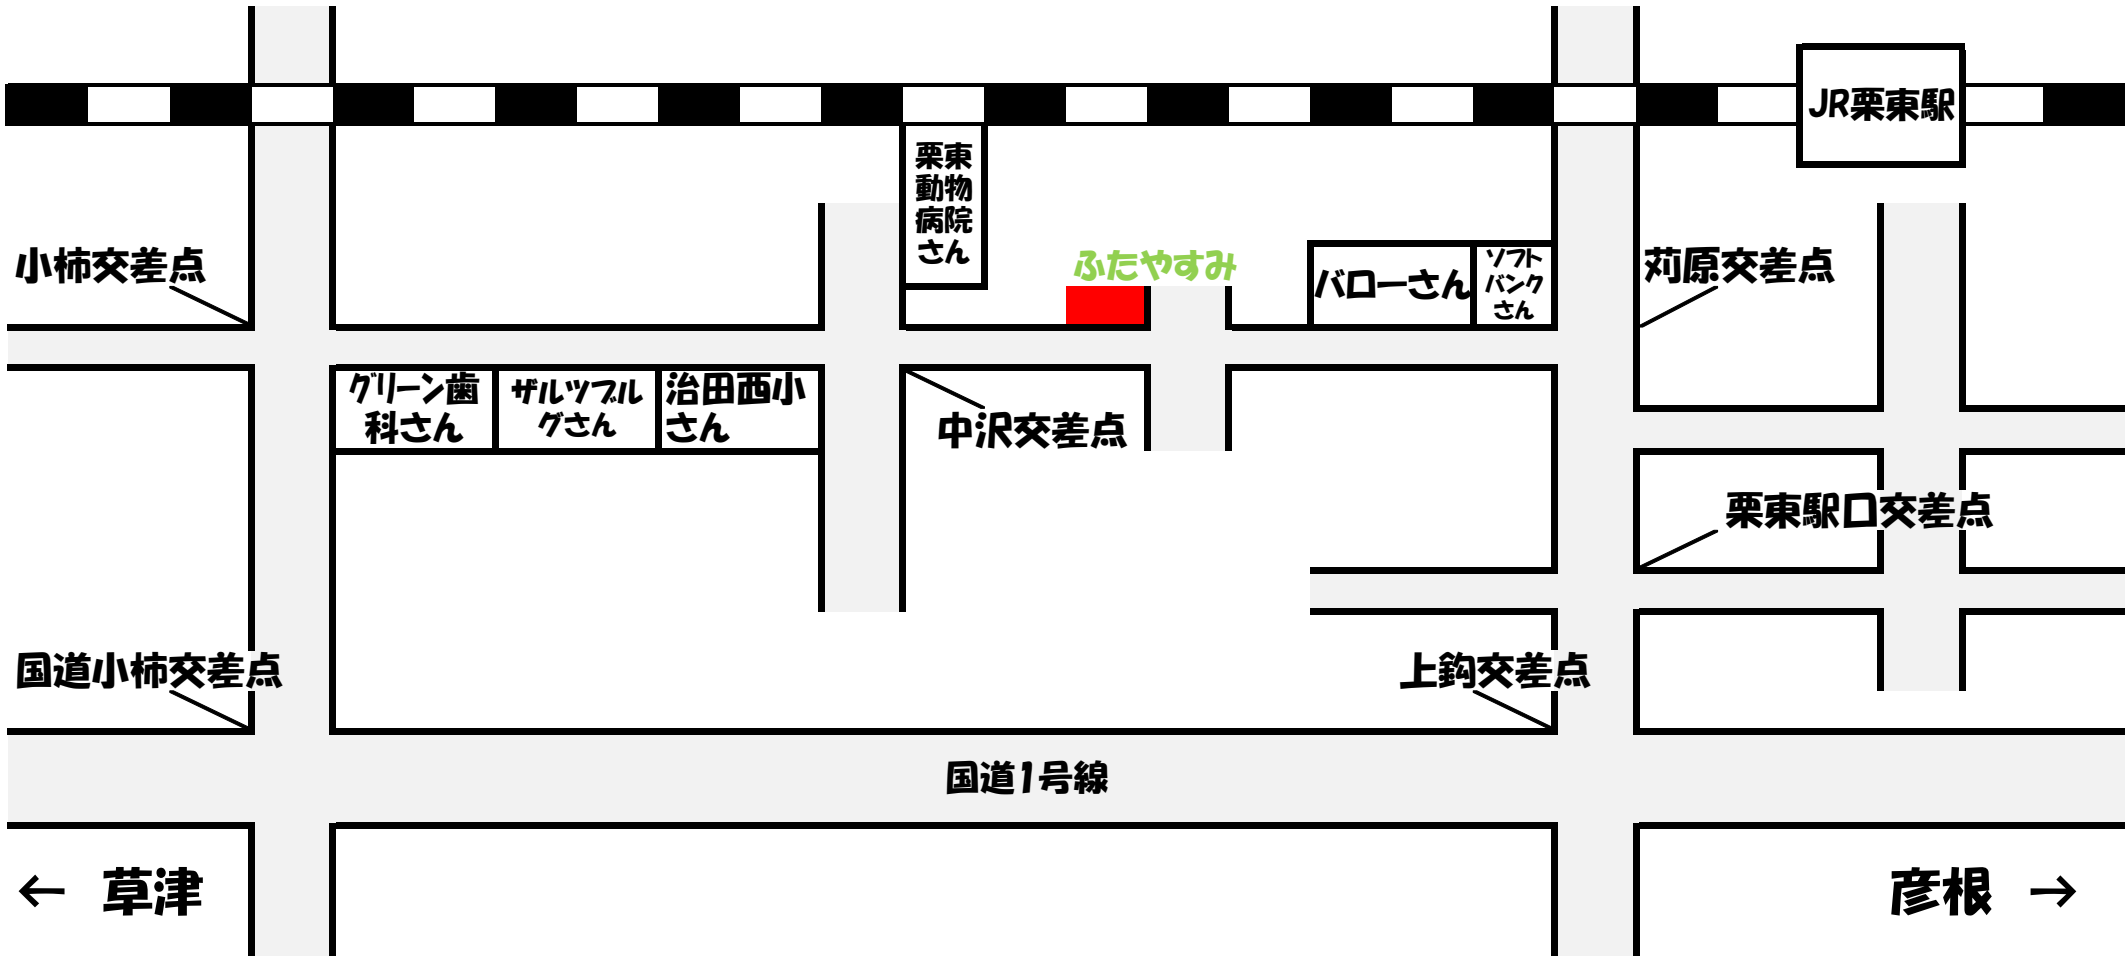 JR栗東駅
栗東
動物
病院
さん
小柿交差点
ふたやすみ
バローさん
ソフト
バンク
さん
苅原交差点
グリーン歯
科さん
ザルツブル
グさん
治田西小
さん
中沢交差点
栗東駅口交差点
国道小柿交差点
上鈎交差点
国道1号線
← 草津
彦根 →